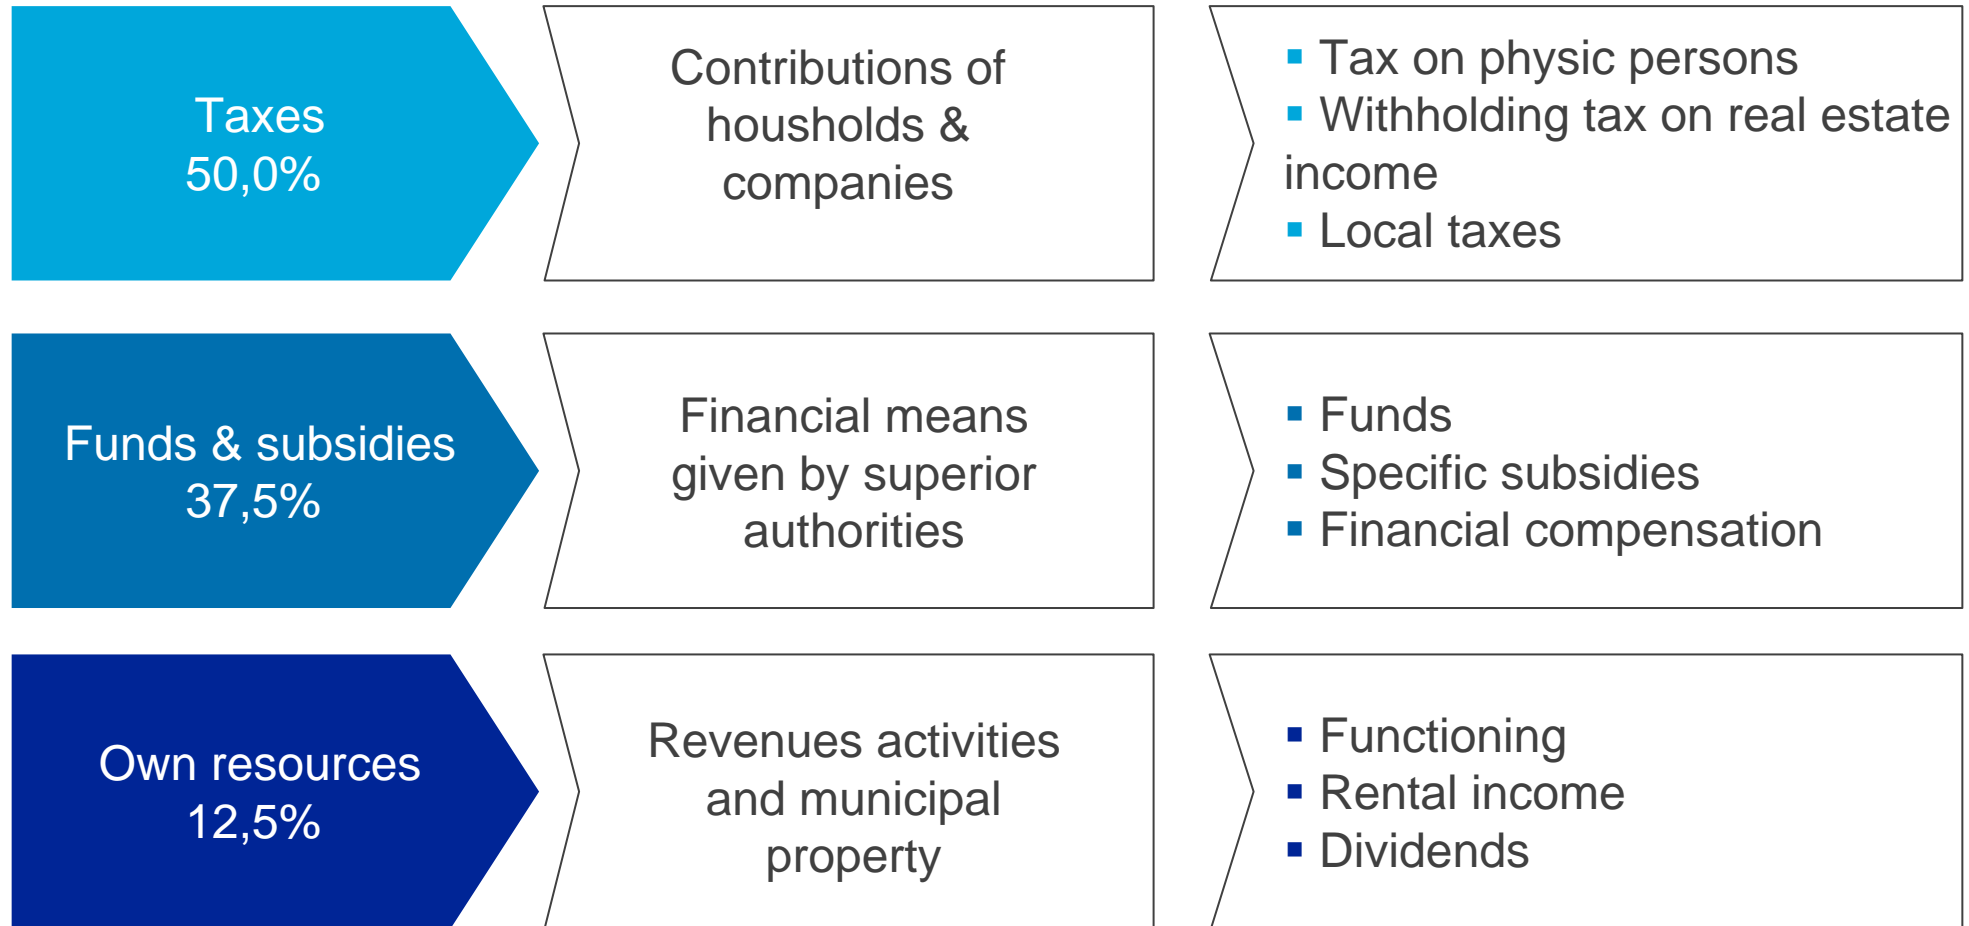 Taxes
50,0%
Contributions of
housholds &
companies
▪ Tax on physic persons
▪ Withholding tax on real estate
income
▪ Local taxes
Funds & subsidies
37,5%
Financial means
given by superior
authorities
▪ Funds
▪ Specific subsidies
▪ Financial compensation
Own resources
12,5%
Revenues activities
and municipal
property
▪ Functioning
▪ Rental income
▪ Dividends